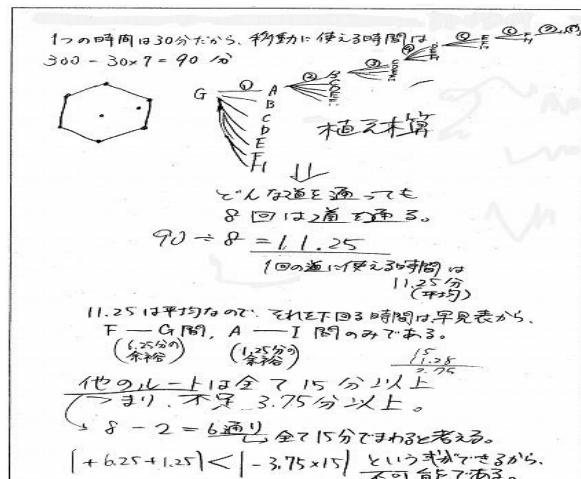 1つの時間は30分だから、移動に使える時間は
300 - 30×7 = 90 分
G ① A
B
C
D
E
F
H
植え木算
⇓
どんな道を通っても
8回は道を通る。
90 ÷ 8 = 11.25
1回の道に使える時間は
11.25分
(平均)
11.25は平均なので、それを下回る時間は早見表から、
F — G間, A — I 間のみである。
(6.25分の余裕) (1.25分の余裕)
他のルートは全て15分以上
つまり、不足 3.75分以上。
→ 8 - 2 = 6通り 全て15分でまわると考える。
|+6.25+1.25| < |-3.75×15| という式ができるから、
不可能である。